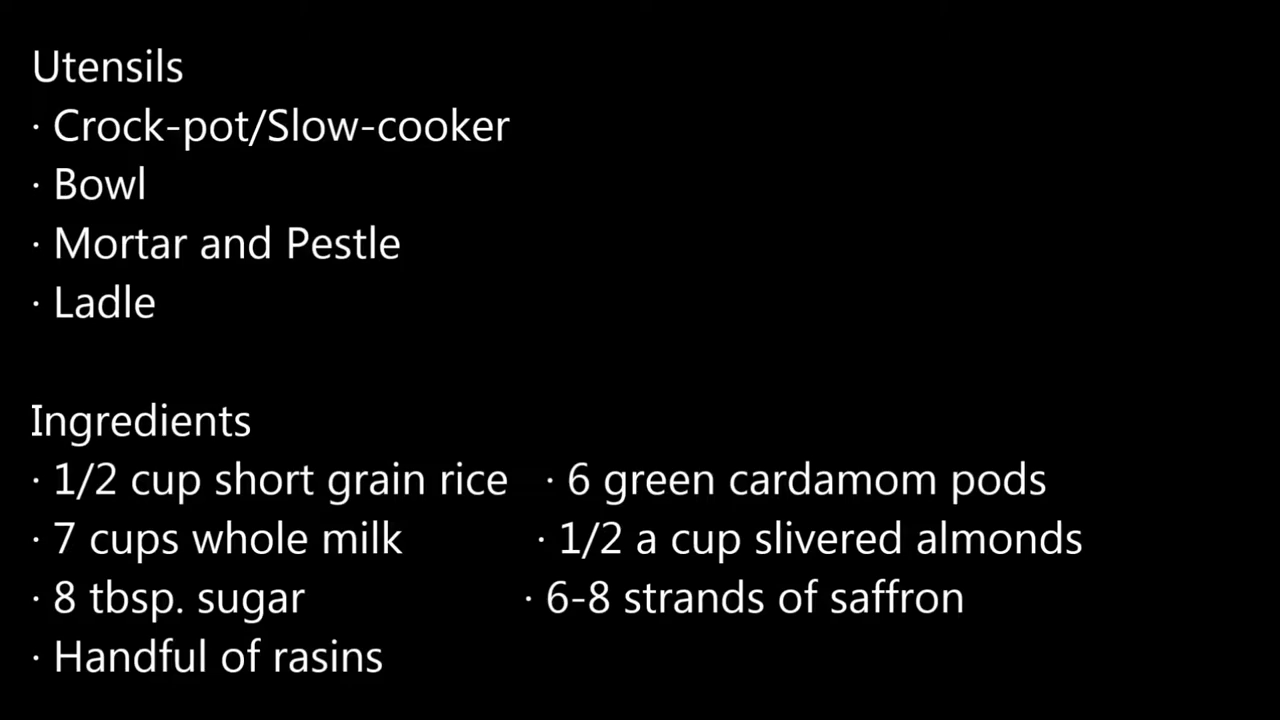 Utensils
· Crock-pot/Slow-cooker
· Bowl
· Mortar and Pestle
· Ladle
Ingredients
· 1/2 cup short grain rice · 6 green cardamom pods
· 7 cups whole milk · 1/2 a cup slivered almonds
· 8 tbsp. sugar · 6-8 strands of saffron
· Handful of rasins